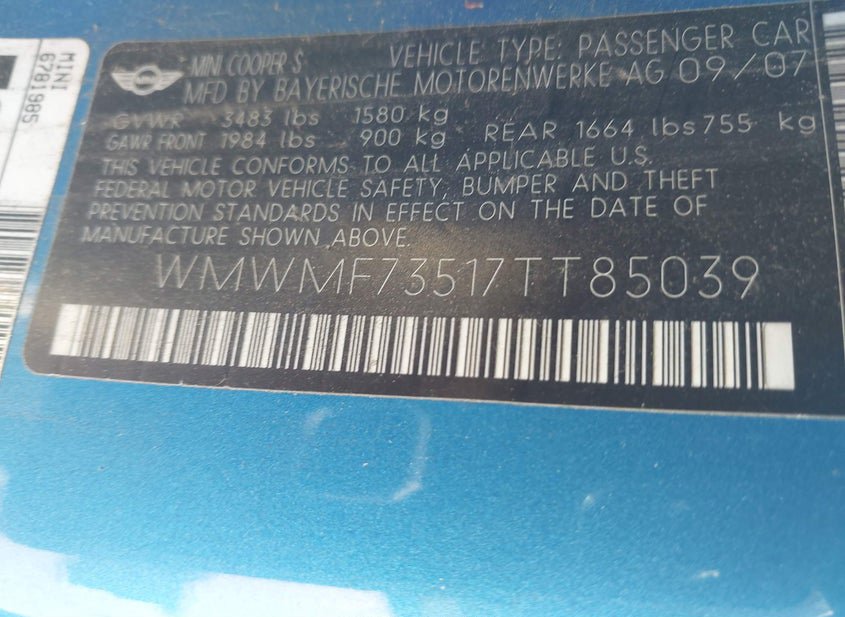 MINI
6781985
MINI COOPER S VEHICLE TYPE: PASSENGER CAR
MFD BY BAYERISCHE MOTORENWERKE AG 09/07
GVWR 3483 lbs 1580 kg
GAWR FRONT 1984 lbs 900 kg REAR 1664 lbs 755 kg
THIS VEHICLE CONFORMS TO ALL APPLICABLE U.S.
FEDERAL MOTOR VEHICLE SAFETY, BUMPER AND THEFT
PREVENTION STANDARDS IN EFFECT ON THE DATE OF
MANUFACTURE SHOWN ABOVE.
WMWMF73517TT85039